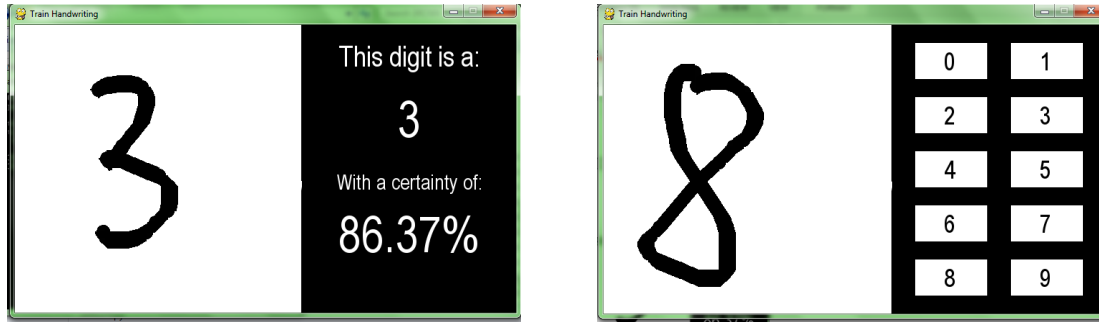 Train Handwriting
3
This digit is a:
3
With a certainty of:
86.37%
Train Handwriting
8
0 1
2 3
4 5
6 7
8 9